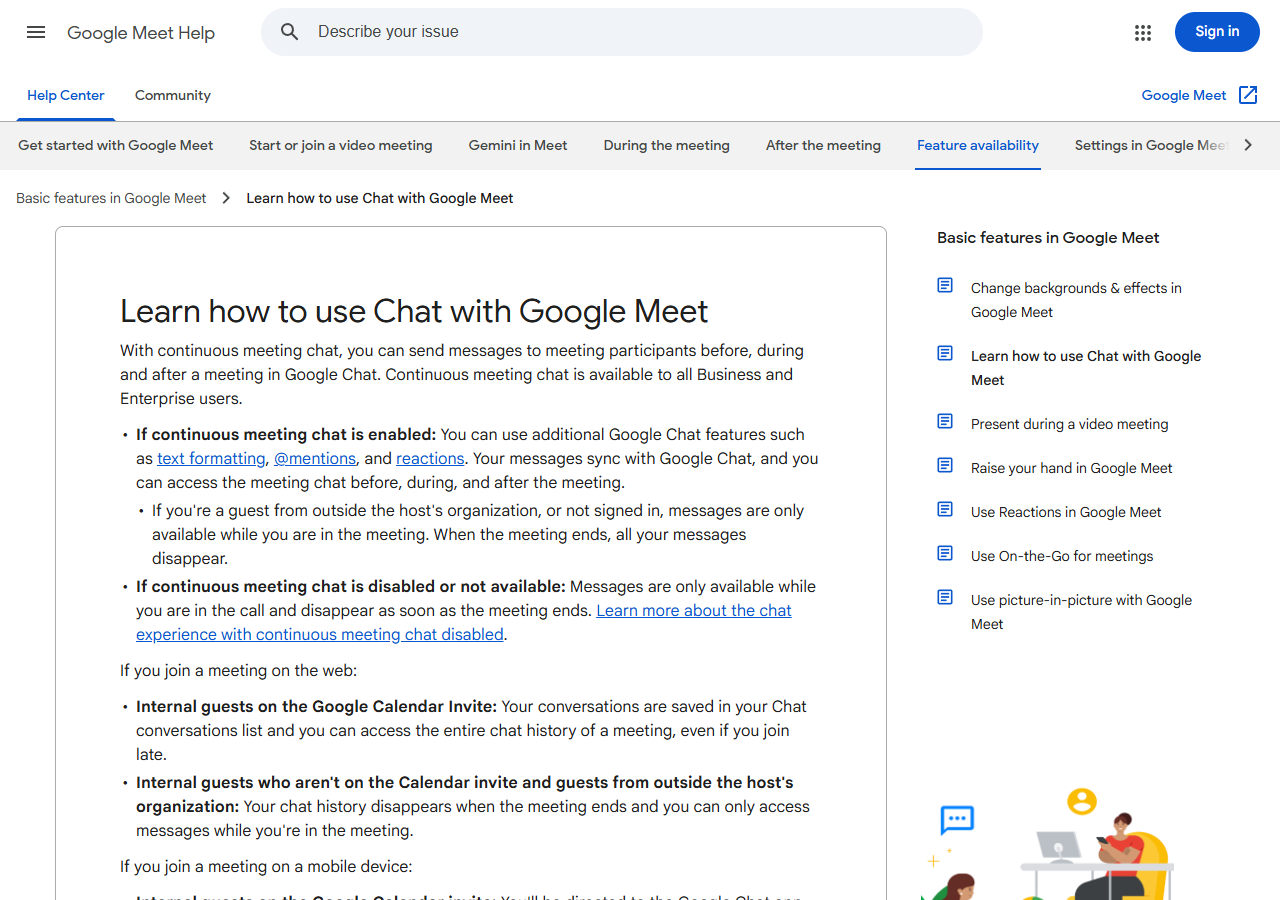 Google Meet Help
Describe your issue
Sign in
Help Center
Community
Google Meet
Get started with Google Meet
Start or join a video meeting
Gemini in Meet
During the meeting
After the meeting
Feature availability
Settings in Google Meet
Basic features in Google Meet
Learn how to use Chat with Google Meet
Learn how to use Chat with Google Meet
With continuous meeting chat, you can send messages to meeting participants before, during
and after a meeting in Google Chat. Continuous meeting chat is available to all Business and
Enterprise users.
• If continuous meeting chat is enabled: You can use additional Google Chat features such
as text formatting, @mentions, and reactions. Your messages sync with Google Chat, and you
can access the meeting chat before, during, and after the meeting.
• If you're a guest from outside the host's organization, or not signed in, messages are only
available while you are in the meeting. When the meeting ends, all your messages
disappear.
• If continuous meeting chat is disabled or not available: Messages are only available while
you are in the call and disappear as soon as the meeting ends. Learn more about the chat
experience with continuous meeting chat disabled.
If you join a meeting on the web:
• Internal guests on the Google Calendar Invite: Your conversations are saved in your Chat
conversations list and you can access the entire chat history of a meeting, even if you join
late.
• Internal guests who aren't on the Calendar invite and guests from outside the host's
organization: Your chat history disappears when the meeting ends and you can only access
messages while you're in the meeting.
If you join a meeting on a mobile device:
Internal guests on the Google Calendar invite: You'll be directed to the Google Chat app
Basic features in Google Meet
Change backgrounds & effects in
Google Meet
Learn how to use Chat with Google
Meet
Present during a video meeting
Raise your hand in Google Meet
Use Reactions in Google Meet
Use On-the-Go for meetings
Use picture-in-picture with Google
Meet